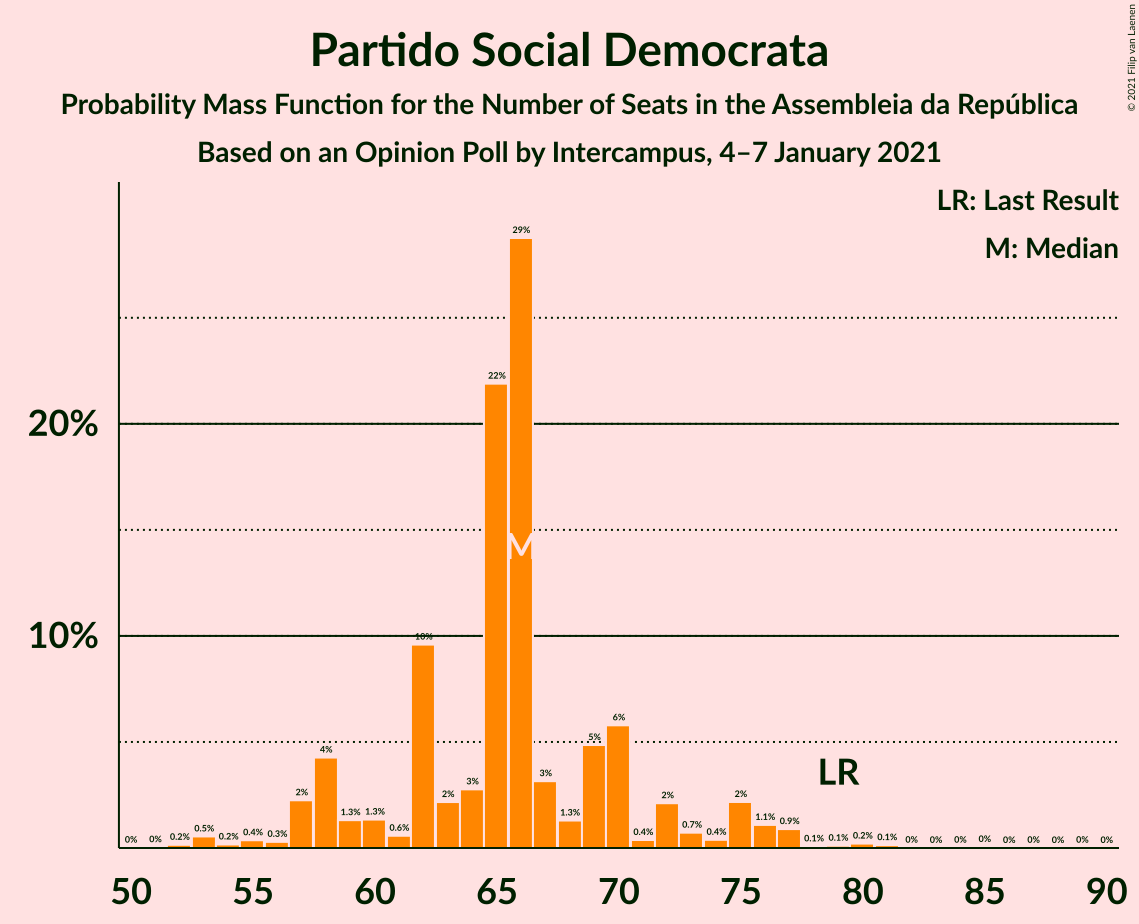 © 2021 Filip van Laenen
Partido Social Democrata
Probability Mass Function for the Number of Seats in the Assembleia da República
Based on an Opinion Poll by Intercampus, 4–7 January 2021
LR: Last Result
M: Median
29%
22%
20%
M
10%
10%
6%
5%
4%
LR
3%
3%
2%
2%
2%
2%
1.3%
1.3%
1.3%
1.1%
0.9%
0% 0% 0.2% 0.5% 0.2% 0.4% 0.3% 0.6% 0.4% 0.7% 0.4% 0.1% 0.1% 0.2% 0.1% 0% 0% 0% 0% 0% 0% 0% 0% 0%
50 55 60 65 70 75 80 85 90